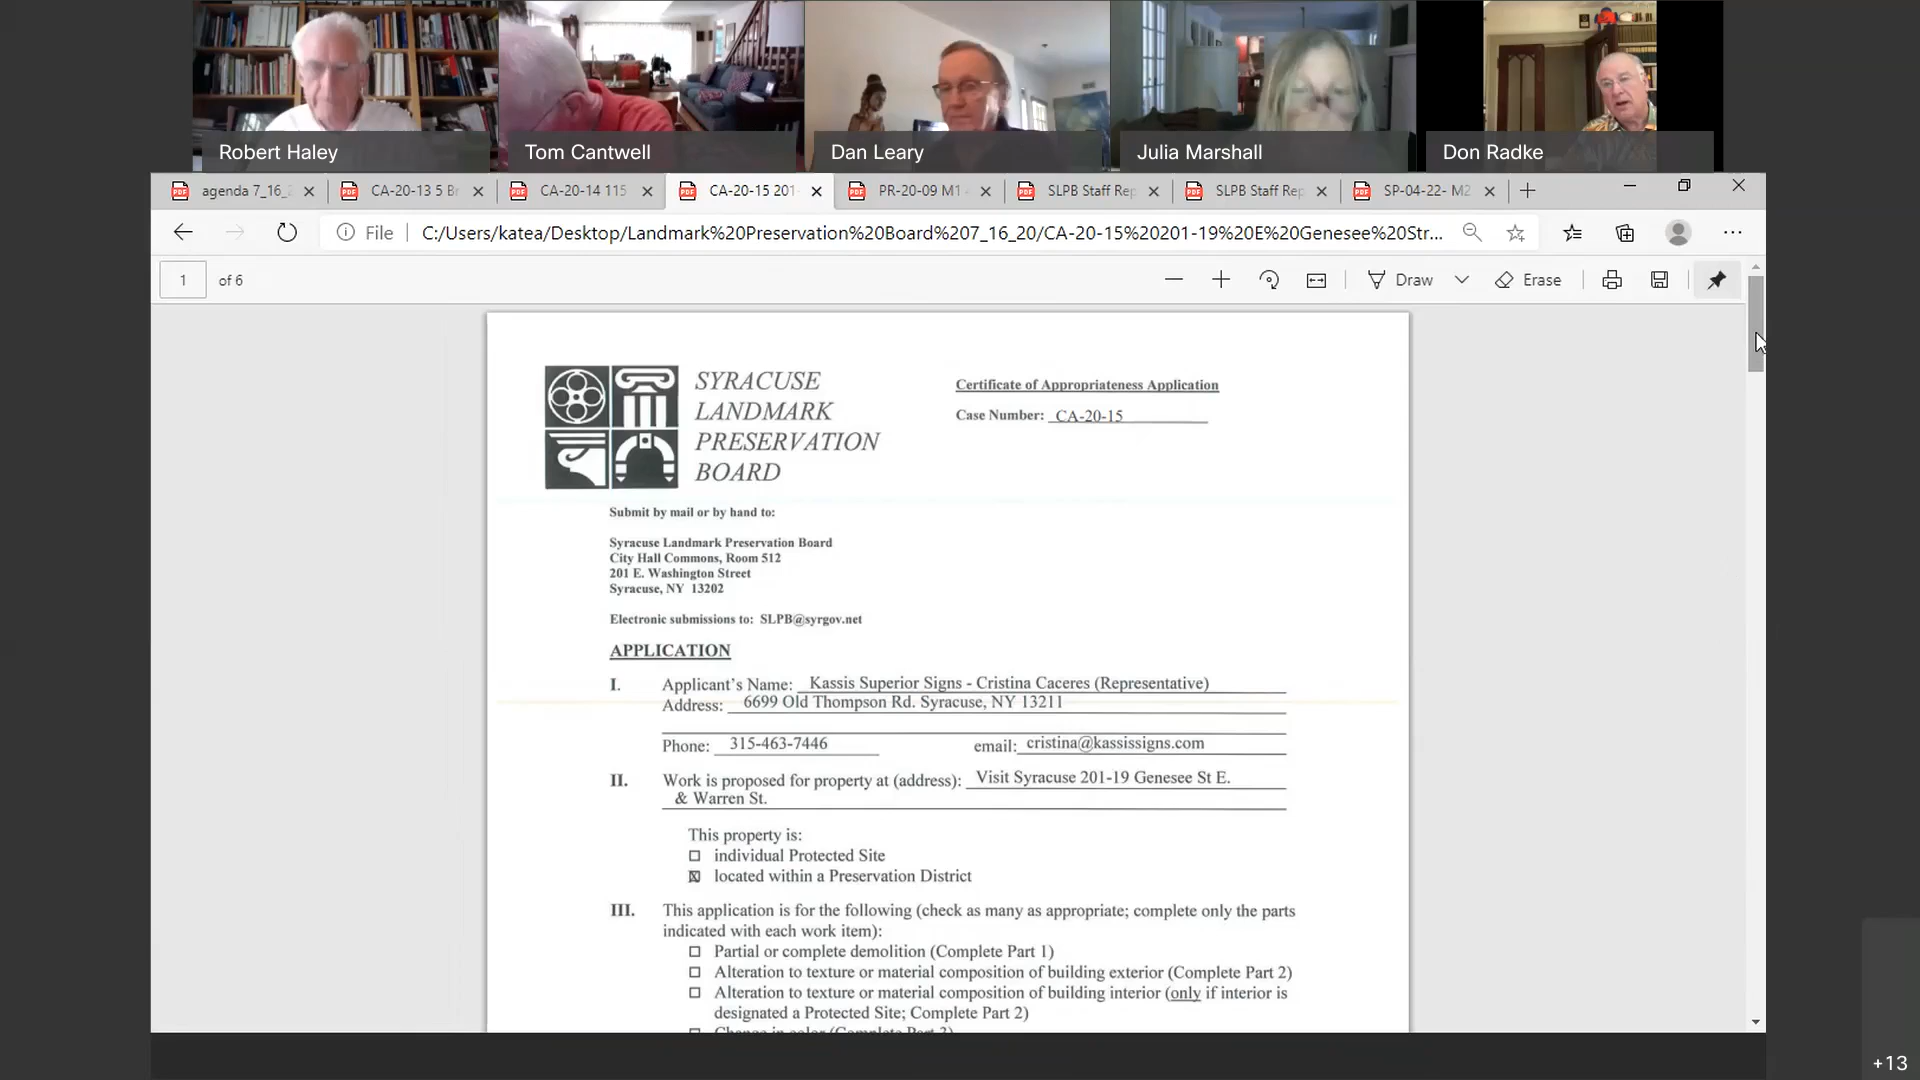 Robert Haley
Tom Cantwell
Dan Leary
Julia Marshall
Don Radke
agenda 7_16_2
CA-20-13 5 B
CA-20-14 115
CA-20-15 201-
PR-20-09 M1
SLPB Staff Rep
SLPB Staff Rep
SP-04-22- M2
File
C:/Users/katea/Desktop/Landmark%20Preservation%20Board%207_16_20/CA-20-15%20201-19%20E%20Genesee%20Str...
1 of 6
Draw
Erase
SYRACUSE
LANDMARK
PRESERVATION
BOARD
Certificate of Appropriateness Application
Case Number: CA-20-15
Submit by mail or by hand to:
Syracuse Landmark Preservation Board
City Hall Commons, Room 512
201 E. Washington Street
Syracuse, NY 13202
Electronic submissions to: SLPB@syrgov.net
APPLICATION
I. Applicant's Name: Kassis Superior Signs - Cristina Caceres (Representative)
Address: 6699 Old Thompson Rd. Syracuse, NY 13211
Phone: 315-463-7446 email: cristina@kassissigns.com
II. Work is proposed for property at (address): Visit Syracuse 201-19 Genesee St E.
& Warren St.
This property is:
individual Protected Site
located within a Preservation District
III. This application is for the following (check as many as appropriate; complete only the parts
indicated with each work item):
Partial or complete demolition (Complete Part 1)
Alteration to texture or material composition of building exterior (Complete Part 2)
Alteration to texture or material composition of building interior (only if interior is
designated a Protected Site; Complete Part 2)
Change in color (Complete Part 3)
+13